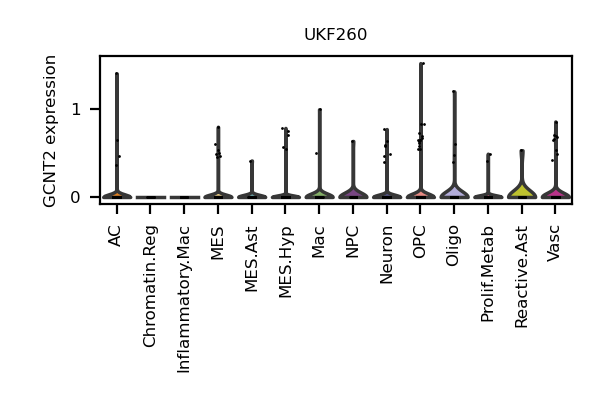 UKF260
GCNT2 expression
1
0
AC
Chromatin.Reg
Inflammatory.Mac
MES
MES.Ast
MES.Hyp
Mac
NPC
Neuron
OPC
Oligo
Prolif.Metab
Reactive.Ast
Vasc